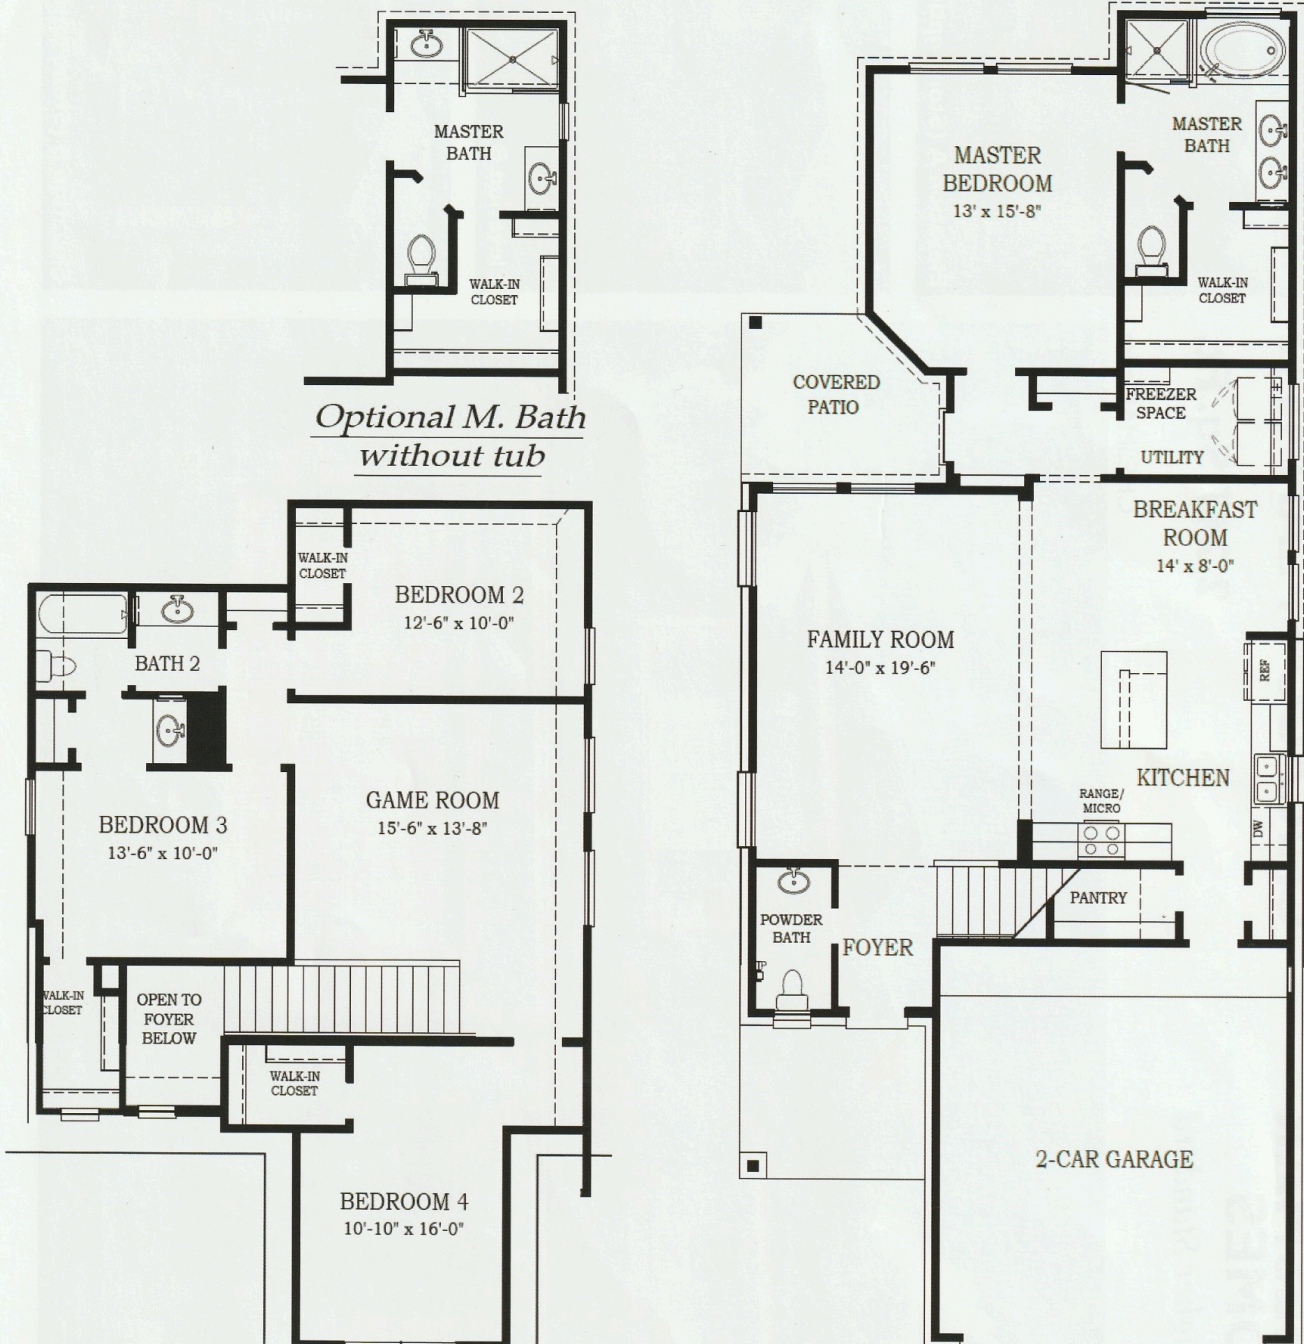 MASTER
BATH
WALK-IN
CLOSET
Optional M. Bath
without tub
WALK-IN
CLOSET
BEDROOM 2
12'-6" x 10'-0"
BATH 2
GAME ROOM
15'-6" x 13'-8"
BEDROOM 3
13'-6" x 10'-0"
WALK-IN
CLOSET
OPEN TO
FOYER
BELOW
WALK-IN
CLOSET
BEDROOM 4
10'-10" x 16'-0"
MASTER
BEDROOM
13' x 15'-8"
MASTER
BATH
WALK-IN
CLOSET
COVERED
PATIO
FREEZER
SPACE
UTILITY
BREAKFAST
ROOM
14' x 8'-0"
FAMILY ROOM
14'-0" x 19'-6"
REF
KITCHEN
RANGE/
MICRO
DW
PANTRY
POWDER
BATH
FOYER
TP
2-CAR GARAGE